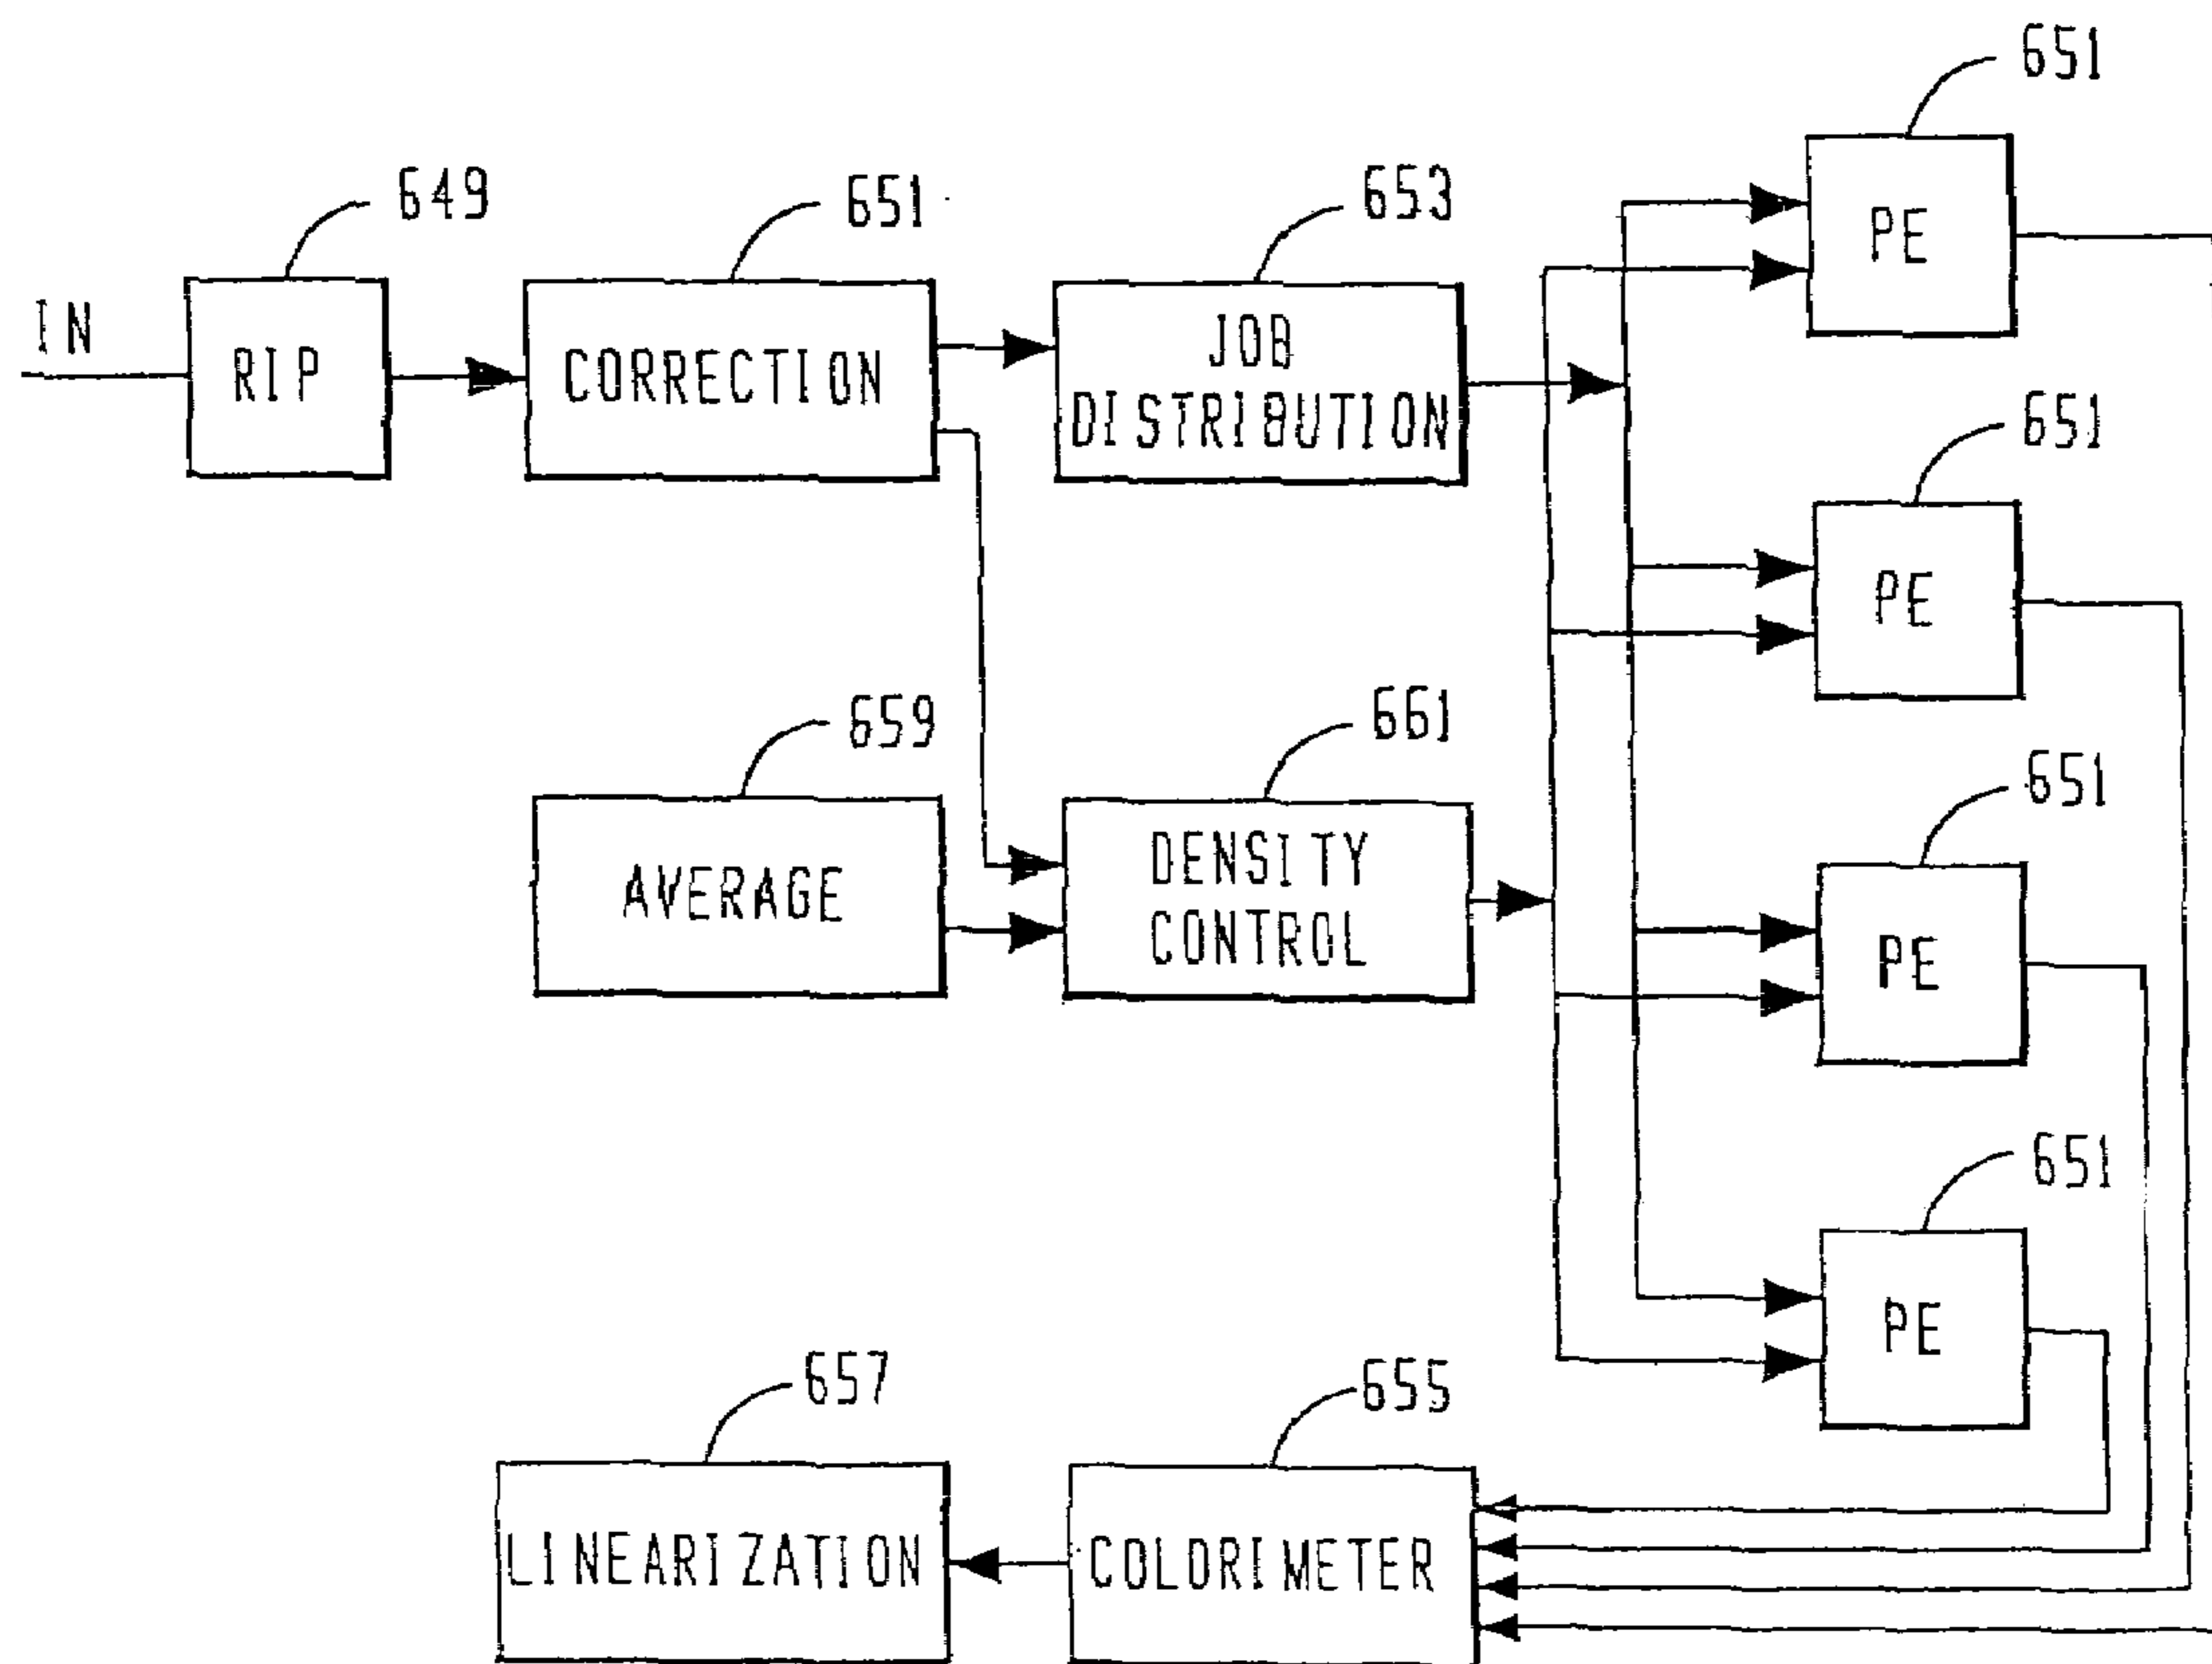 651
649
651
653
IN
RIP
CORRECTION
JOB
DISTRIBUTION
PE
651
PE
659
661
651
AVERAGE
DENSITY
CONTROL
PE
651
PE
657
655
LINEARIZATION
COLORIMETER